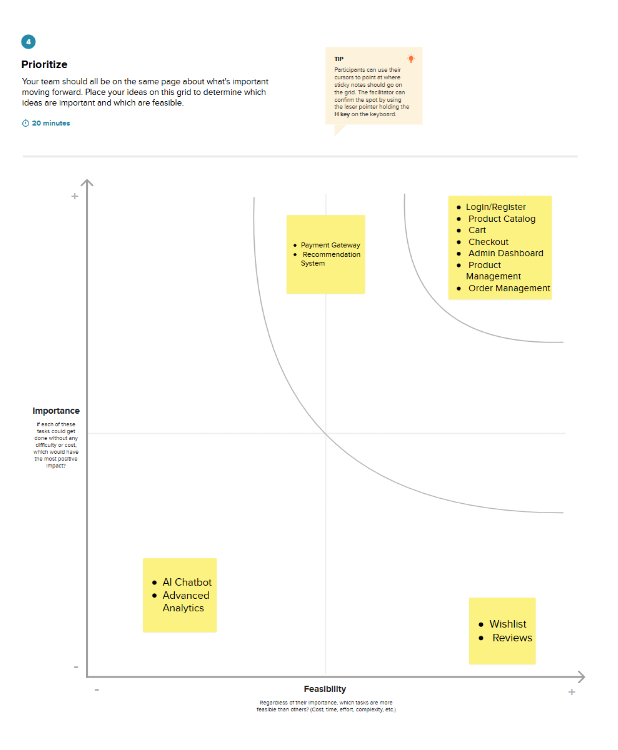 4
Prioritize
Your team should all be on the same page about what's important
moving forward. Place your ideas on this grid to determine which
ideas are important and which are feasible.
20 minutes
TIP
Participants can use their
cursors to point at where
sticky notes should go on
the grid. The facilitator can
confirm the spot by using
the laser pointer holding the
H key on the keyboard.
+
• Payment Gateway
• Recommendation
System
• Login/Register
• Product Catalog
• Cart
• Checkout
• Admin Dashboard
• Product
Management
• Order Management
Importance
If each of these
tasks could get
done without any
difficulty or cost,
which would have
the most positive
impact?
• AI Chatbot
• Advanced
Analytics
• Wishlist
• Reviews
-
-
Feasibility
+
Regardless of their importance, which tasks are more
feasible than others? (Cost, time, effort, complexity, etc.)